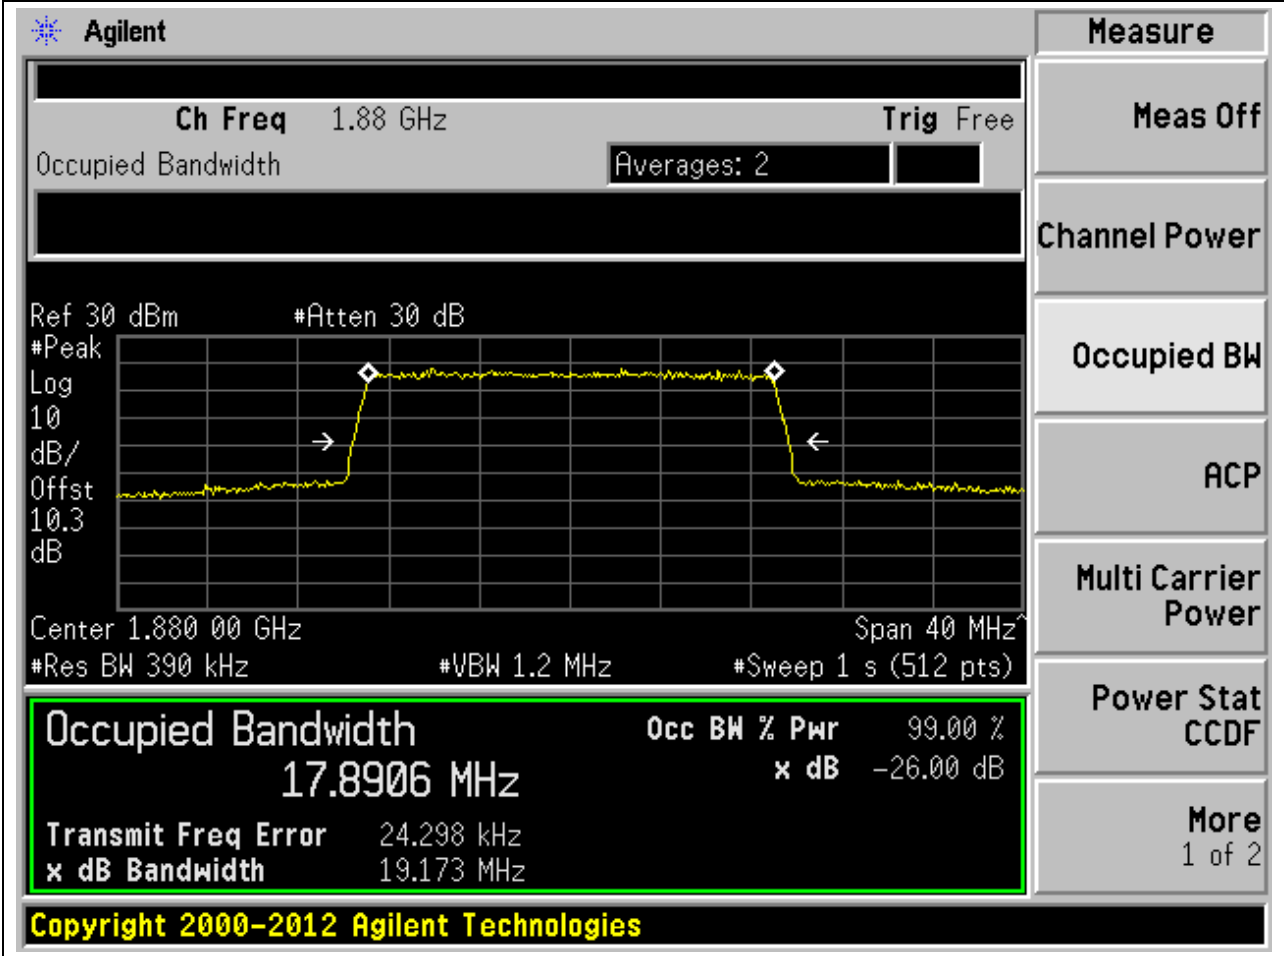 Agilent
Measure
Ch Freq 1.88 GHz Trig Free
Occupied Bandwidth Averages: 2
Meas Off
Channel Power
Occupied BW
ACP
Multi Carrier
Power
Power Stat
CCDF
More
1 of 2
Ref 30 dBm #Atten 30 dB
#Peak
Log
10
dB/
Offst
10.3
dB
Center 1.880 00 GHz Span 40 MHz^
#Res BW 390 kHz #VBW 1.2 MHz #Sweep 1 s (512 pts)
Occupied Bandwidth Occ BW % Pwr 99.00 %
17.8906 MHz x dB -26.00 dB
Transmit Freq Error 24.298 kHz
x dB Bandwidth 19.173 MHz
Copyright 2000-2012 Agilent Technologies